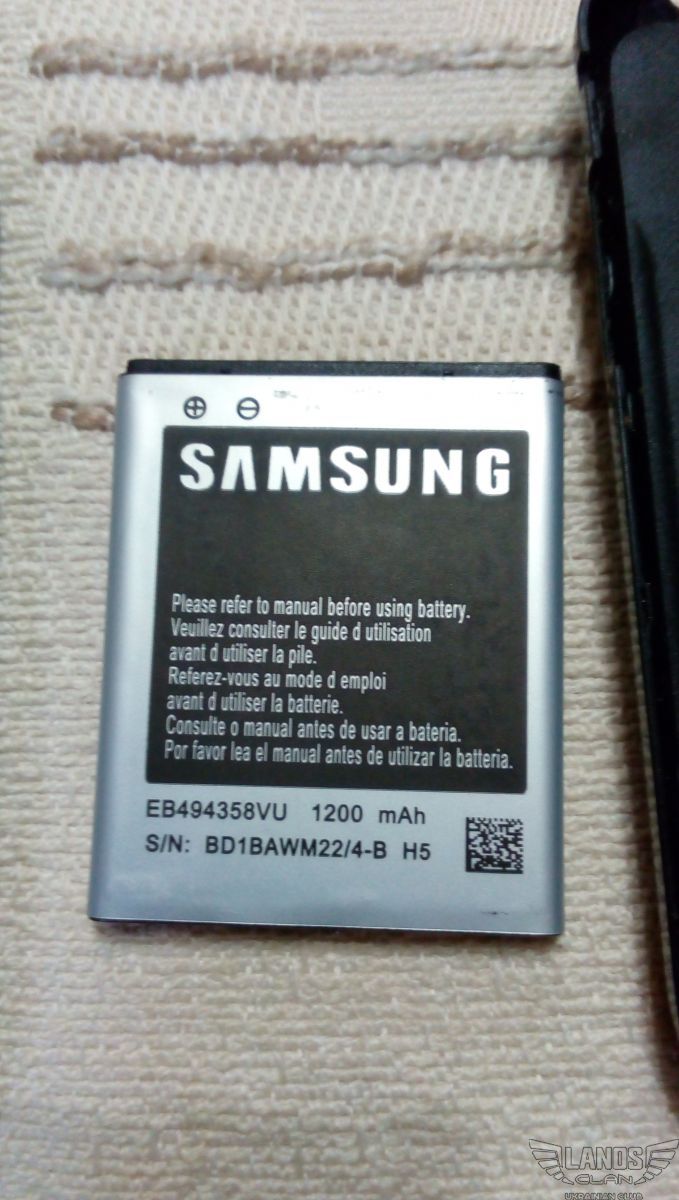 SAMSUNG
Please refer to manual before using battery.
Veuillez consulter le guide d utilisation
avant d utiliser la pile.
Referez-vous au mode d emploi
avant d utiliser la batterie.
Consulte o manual antes de usar a bateria.
Por favor lea el manual antes de utilizar la batteria.
EB494358VU 1200 mAh
S/N: BD1BAWM22/4-B H5
LANOS
CLAN
UKRAINIAN CLUB